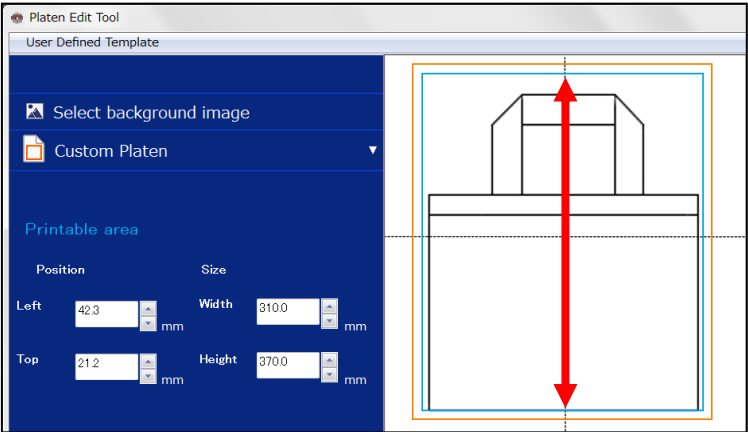 Platen Edit Tool
User Defined Template
Select background image
Custom Platen
Printable area
Position Size
Left 42.3 mm Width 310.0 mm
Top 21.2 mm Height 370.0 mm